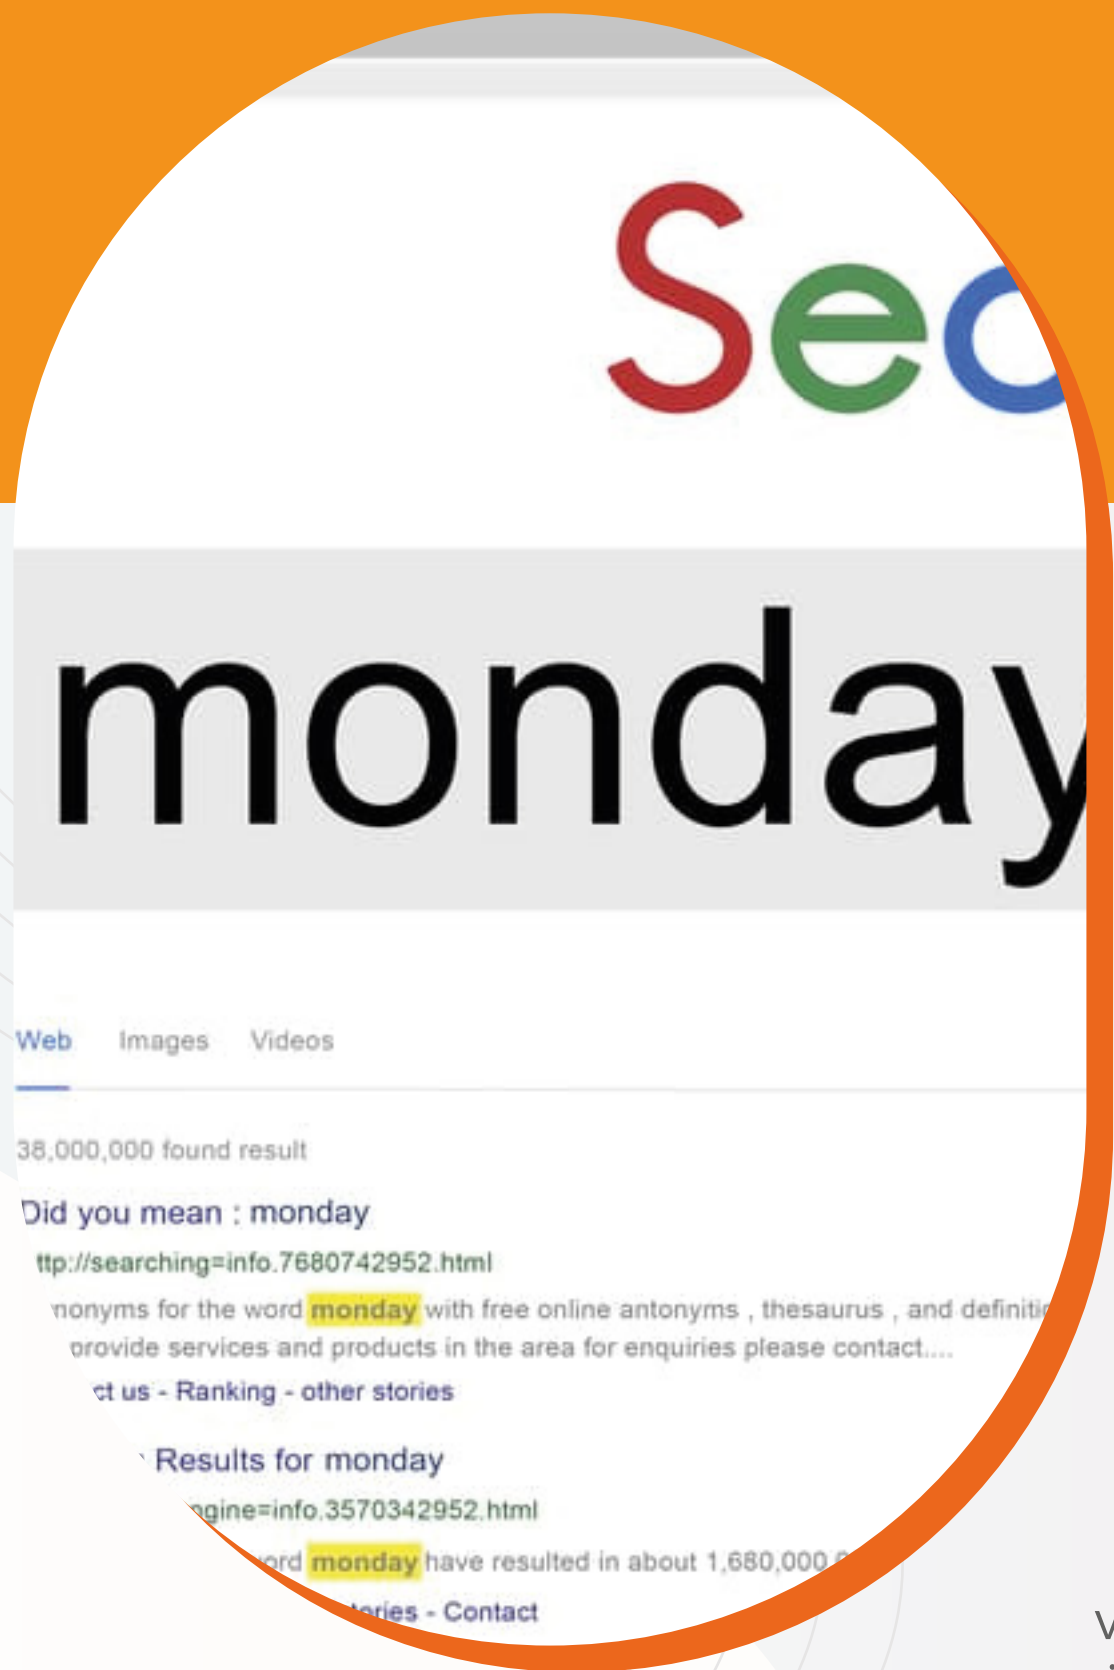 Sea
monday
Web Images Videos
38,000,000 found result
Did you mean : monday
ttp://searching=info.7680742952.html
nonyms for the word monday with free online antonyms , thesaurus , and definitio
provide services and products in the area for enquiries please contact....
ct us - Ranking - other stories
Results for monday
ngine=info.3570342952.html
ord monday have resulted in about 1,680,000,0
tories - Contact